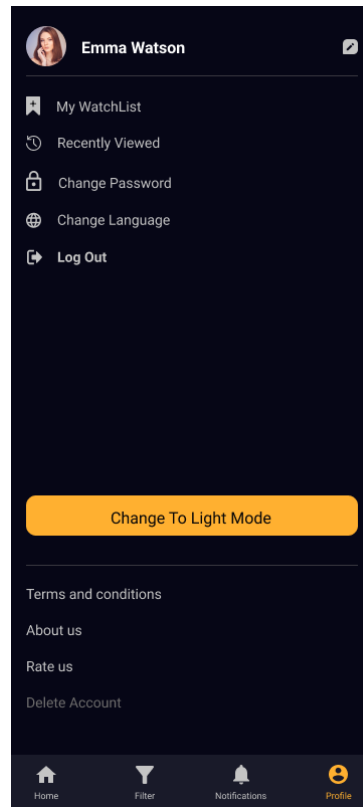 Emma Watson
My WatchList
Recently Viewed
Change Password
Change Language
Log Out
Change To Light Mode
Terms and conditions
About us
Rate us
Delete Account
Home
Filter
Notifications
Profile